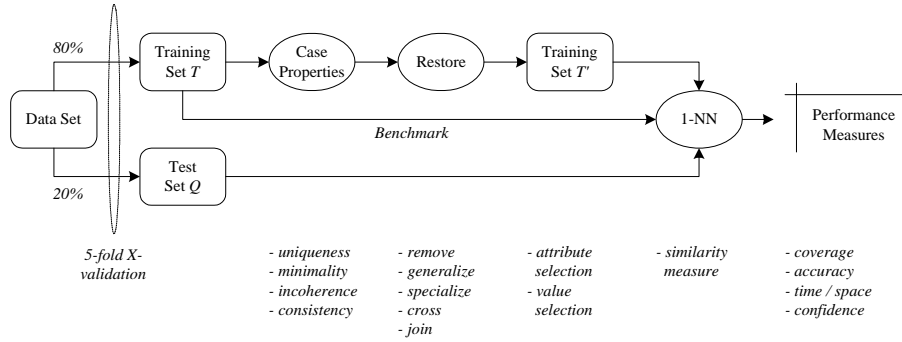 80%
Training
Set T
Case
Properties
Restore
Training
Set T'
Data Set
Benchmark
1-NN
Performance
Measures
20%
Test
Set Q
5-fold X-
validation
- uniqueness
- minimality
- incoherence
- consistency
- remove
- generalize
- specialize
- cross
- join
- attribute
selection
- value
selection
- similarity
measure
- coverage
- accuracy
- time / space
- confidence